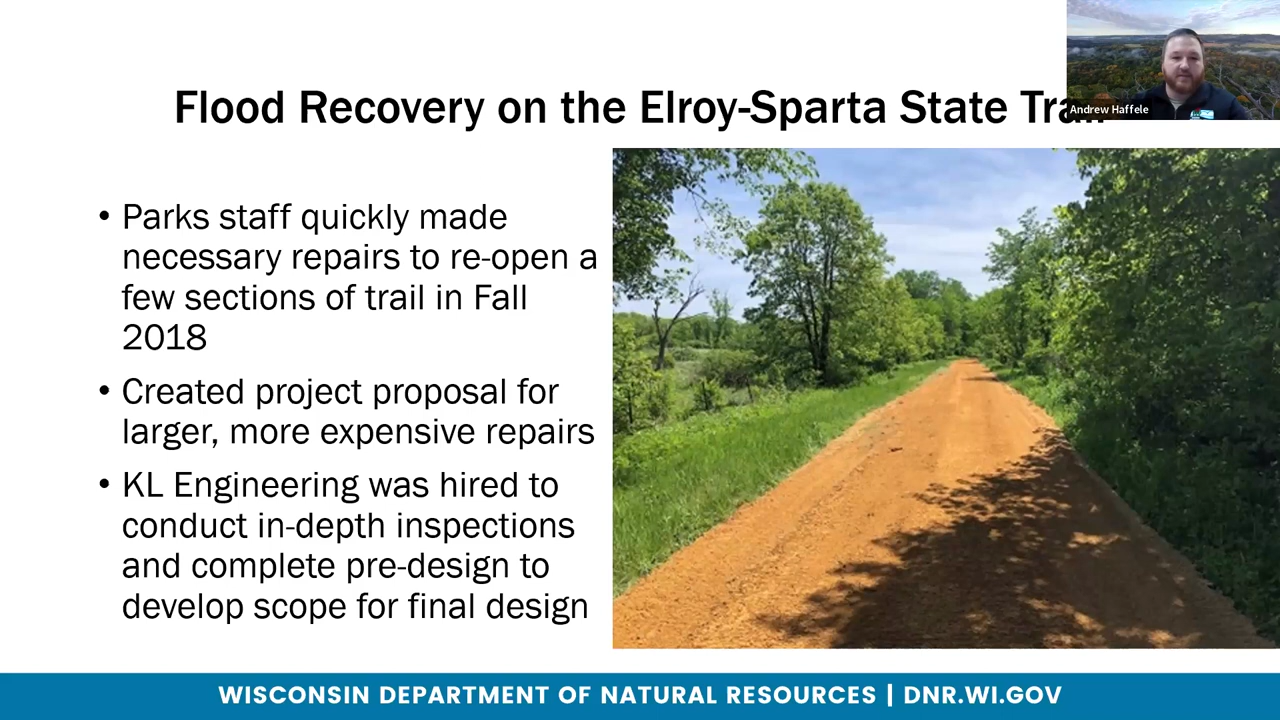 Flood Recovery on the Elroy-Sparta State Trail
Andrew Haffele
• Parks staff quickly made
necessary repairs to re-open a
few sections of trail in Fall
2018
• Created project proposal for
larger, more expensive repairs
• KL Engineering was hired to
conduct in-depth inspections
and complete pre-design to
develop scope for final design
WISCONSIN DEPARTMENT OF NATURAL RESOURCES | DNR.WI.GOV